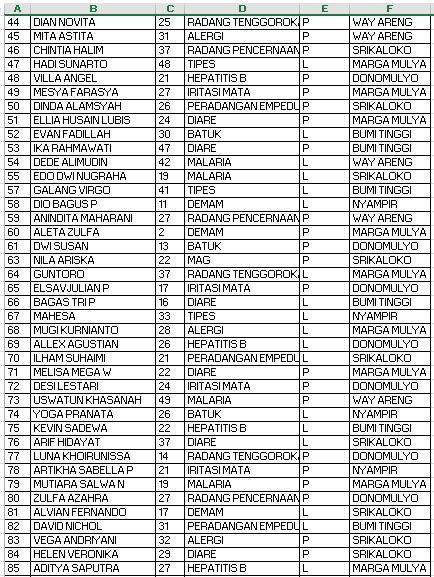 A B C D E F
44 DIAN NOVITA 25 RADANG TENGGOROK P WAY ARENG
45 MITA ASTITA 31 ALERGI P WAY ARENG
46 CHINTIA HALIM 37 RADANG PENCERNAAN P SRIKALOKO
47 HADI SUNARTO 48 TIPES L MARGA MULYA
48 VILLA ANGEL 21 HEPATITIS B P DONOMULYO
49 MESYA FARASYA 27 IRITASI MATA P MARGA MULYA
50 DINDA ALAMSYAH 26 PERADANGAN EMPEDU P SRIKALOKO
51 ELLIA HUSAIN LUBIS 24 DIARE P MARGA MULYA
52 EVAN FADILLAH 30 BATUK L BUMI TINGGI
53 IKA RAHMAWATI 47 DIARE P BUMI TINGGI
54 DEDE ALIMUDIN 42 MALARIA L WAY ARENG
55 EDO DWI NUGRAHA 19 MALARIA L SRIKALOKO
57 GALANG VIRGO 41 TIPES L BUMI TINGGI
58 DIO BAGUS P 11 DEMAM L NYAMPIR
59 ANINDITA MAHARANI 27 RADANG PENCERNAAN P WAY ARENG
60 ALETA ZULFA 2 DEMAM P MARGA MULYA
61 DWI SUSAN 13 BATUK P DONOMULYO
63 NILA ARISKA 22 MAG P SRIKALOKO
64 GUNTORO 37 RADANG TENGGOROK L MARGA MULYA
65 ELSAVJULIAN P 17 IRITASI MATA P DONOMULYO
66 BAGAS TRI P 16 DIARE L BUMI TINGGI
67 MAHESA 33 TIPES L NYAMPIR
68 MUGI KURNIANTO 28 ALERGI L MARGA MULYA
69 ALLEX AGUSTIAN 26 HEPATITIS B L DONOMULYO
70 ILHAM SUHAIMI 21 PERADANGAN EMPEDU L SRIKALOKO
71 MELISA MEGA W 22 DIARE P MARGA MULYA
72 DESI LESTARI 24 IRITASI MATA P DONOMULYO
73 USWATUN KHASANAH 49 MALARIA P WAY ARENG
74 YOGA PRANATA 26 BATUK L NYAMPIR
75 KEVIN SADEWA 22 HEPATITIS B L BUMI TINGGI
76 ARIF HIDAYAT 37 DIARE L SRIKALOKO
77 LUNA KHOIRUNISSA 14 RADANG TENGGOROK P DONOMULYO
78 ARTIKHA SABELLA P 21 IRITASI MATA P NYAMPIR
79 MUTIARA SALWA N 19 MALARIA P MARGA MULYA
80 ZULFA AZAHRA 27 RADANG PENCERNAAN P DONOMULYO
81 ALVIAN FERNANDO 17 DEMAM L SRIKALOKO
82 DAVID NICHOL 31 PERADANGAN EMPEDU L BUMI TINGGI
83 VEGA ANDRIYANI 32 ALERGI P SRIKALOKO
84 HELEN VERONIKA 29 DIARE P SRIKALOKO
85 ADITYA SAPUTRA 27 HEPATITIS B L MARGA MULYA